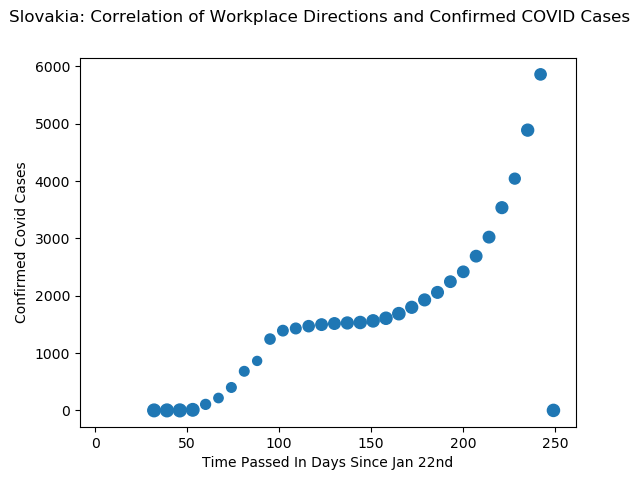 Slovakia: Correlation of Workplace Directions and Confirmed COVID Cases
6000
5000
4000
3000
2000
1000
0
Confirmed Covid Cases
0 50 100 150 200 250
Time Passed In Days Since Jan 22nd